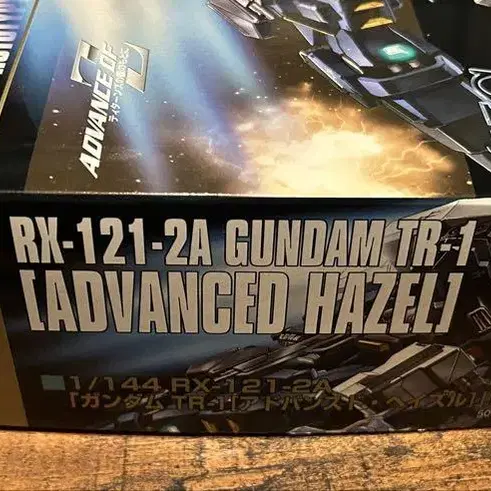 ADVANCE OF Z
ティターンズの旗のもとに
RX-121-2A GUNDAM TR-1
[ADVANCED HAZEL]
1/144 RX-121-2A
「ガンダム TR-1[アドバンスド・ヘイズル]」